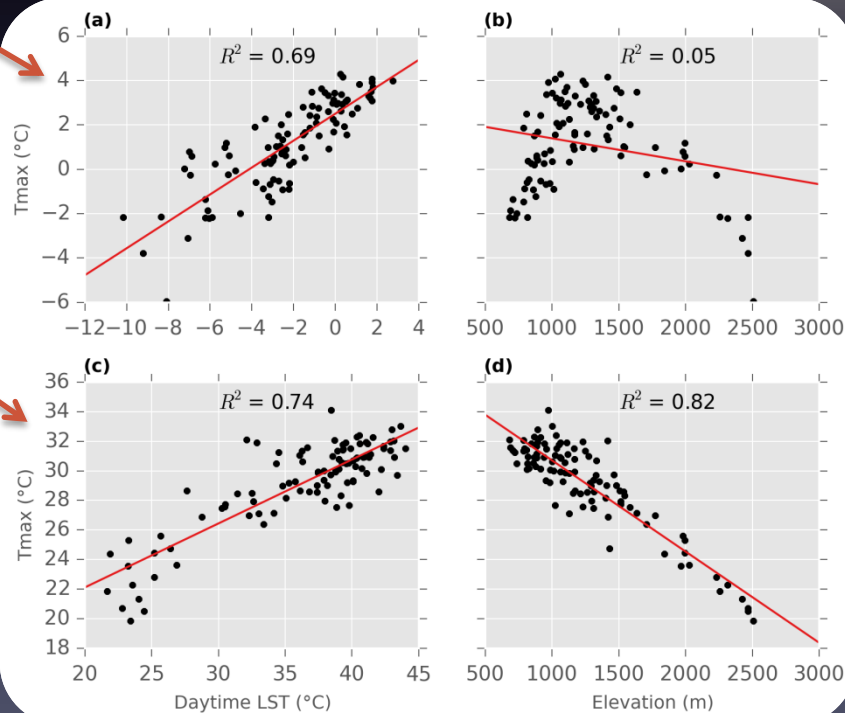 (a)
R² = 0.69
Tmax (°C)
6
4
2
0
−2
−4
−6
−12 −10 −8 −6 −4 −2 0 2 4
(b)
R² = 0.05
500 1000 1500 2000 2500 3000
(c)
R² = 0.74
Tmax (°C)
36
34
32
30
28
26
24
22
20
18
20 25 30 35 40 45
Daytime LST (°C)
(d)
R² = 0.82
500 1000 1500 2000 2500 3000
Elevation (m)